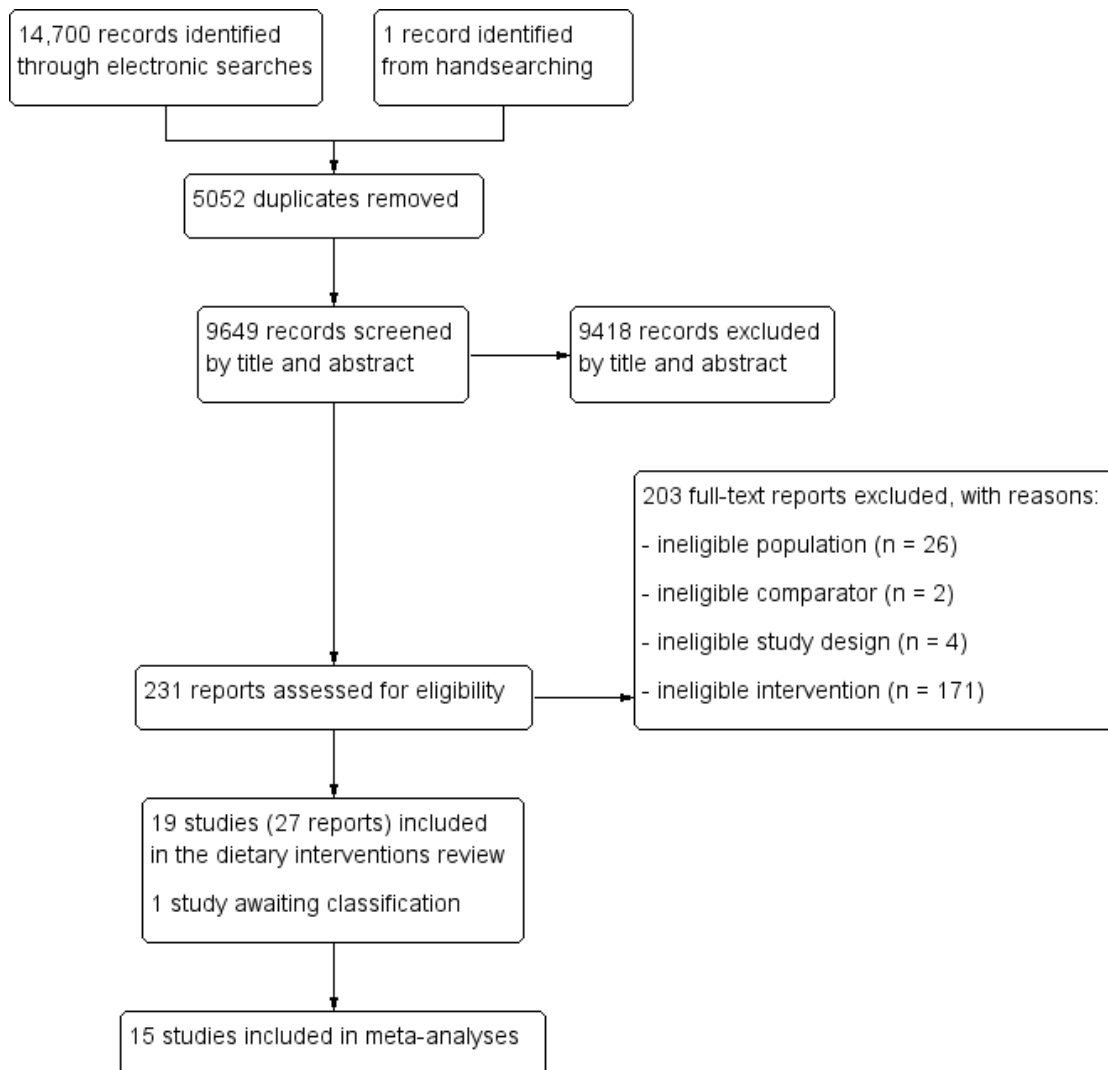 14,700 records identified
through electronic searches
1 record identified
from handsearching
5052 duplicates removed
9649 records screened
by title and abstract
9418 records excluded
by title and abstract
203 full-text reports excluded, with reasons:
- ineligible population (n = 26)
- ineligible comparator (n = 2)
- ineligible study design (n = 4)
- ineligible intervention (n = 171)
231 reports assessed for eligibility
19 studies (27 reports) included
in the dietary interventions review
1 study awaiting classification
15 studies included in meta-analyses